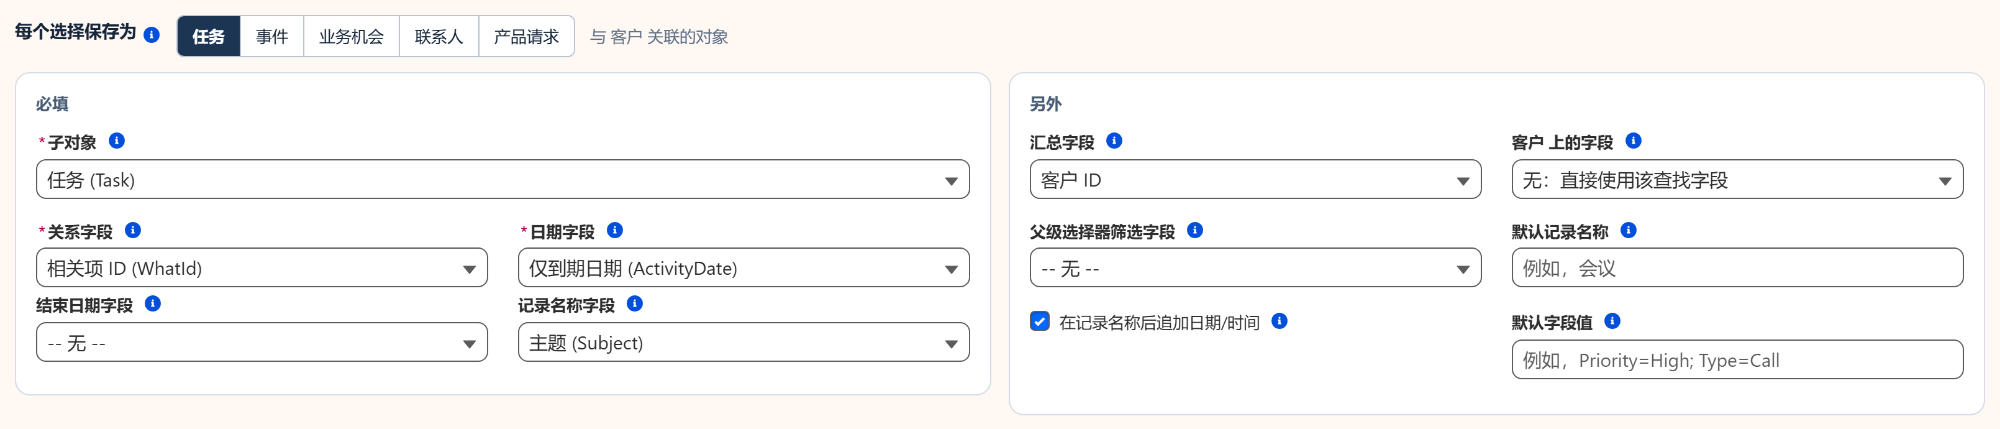 每个选择保存为
任务 事件 业务机会 联系人 产品请求 与 客户 关联的对象
必填
*子对象
任务 (Task)
*关系字段 *日期字段
相关项 ID (WhatId) 仅到期日期 (ActivityDate)
结束日期字段 记录名称字段
-- 无 -- 主题 (Subject)
另外
汇总字段 客户 上的字段
客户 ID 无：直接使用该查找字段
父级选择器筛选字段 默认记录名称
-- 无 -- 例如，会议
在记录名称后追加日期/时间 默认字段值
例如，Priority=High; Type=Call